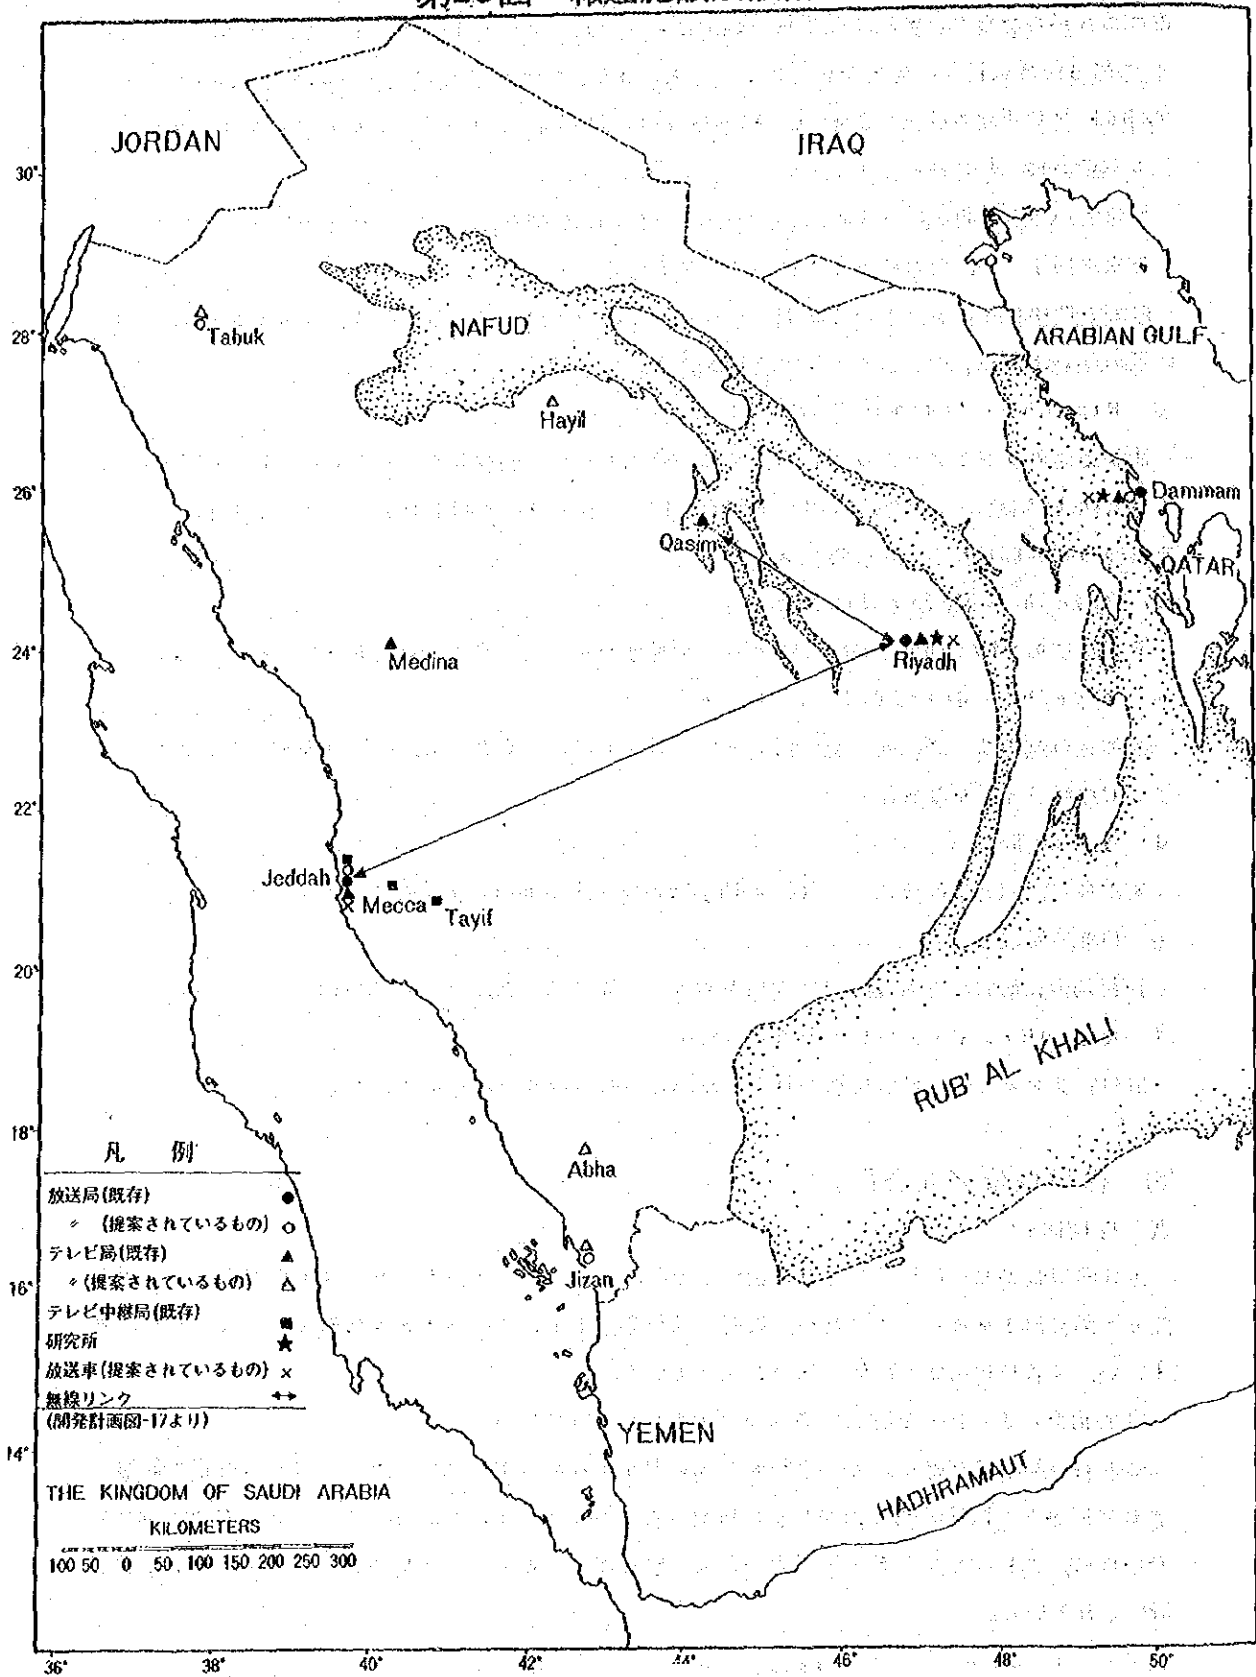 JORDAN
IRAQ
30°
NAFUD
28°
Tabuk
ARABIAN GULF
Hayil
26°
Dammam
Qasim
QATAR
24°
Medina
Riyadh
22°
Jeddah
Mecca
Tayif
20°
RUB' AL KHALI
18°
Abha
凡 例
放送局(既存) ●
〃 (提案されているもの) ○
テレビ局(既存) ▲
〃(提案されているもの) △
テレビ中継局(既存) ■
研究所 ★
放送車(提案されているもの) ×
無線リンク ↔
(開発計画図-17より)
Jizan
16°
YEMEN
14°
HADHRAMAUT
THE KINGDOM OF SAUDI ARABIA
KILOMETERS
100 50 0 50 100 150 200 250 300
36° 38° 40° 42° 44° 46° 48° 50°